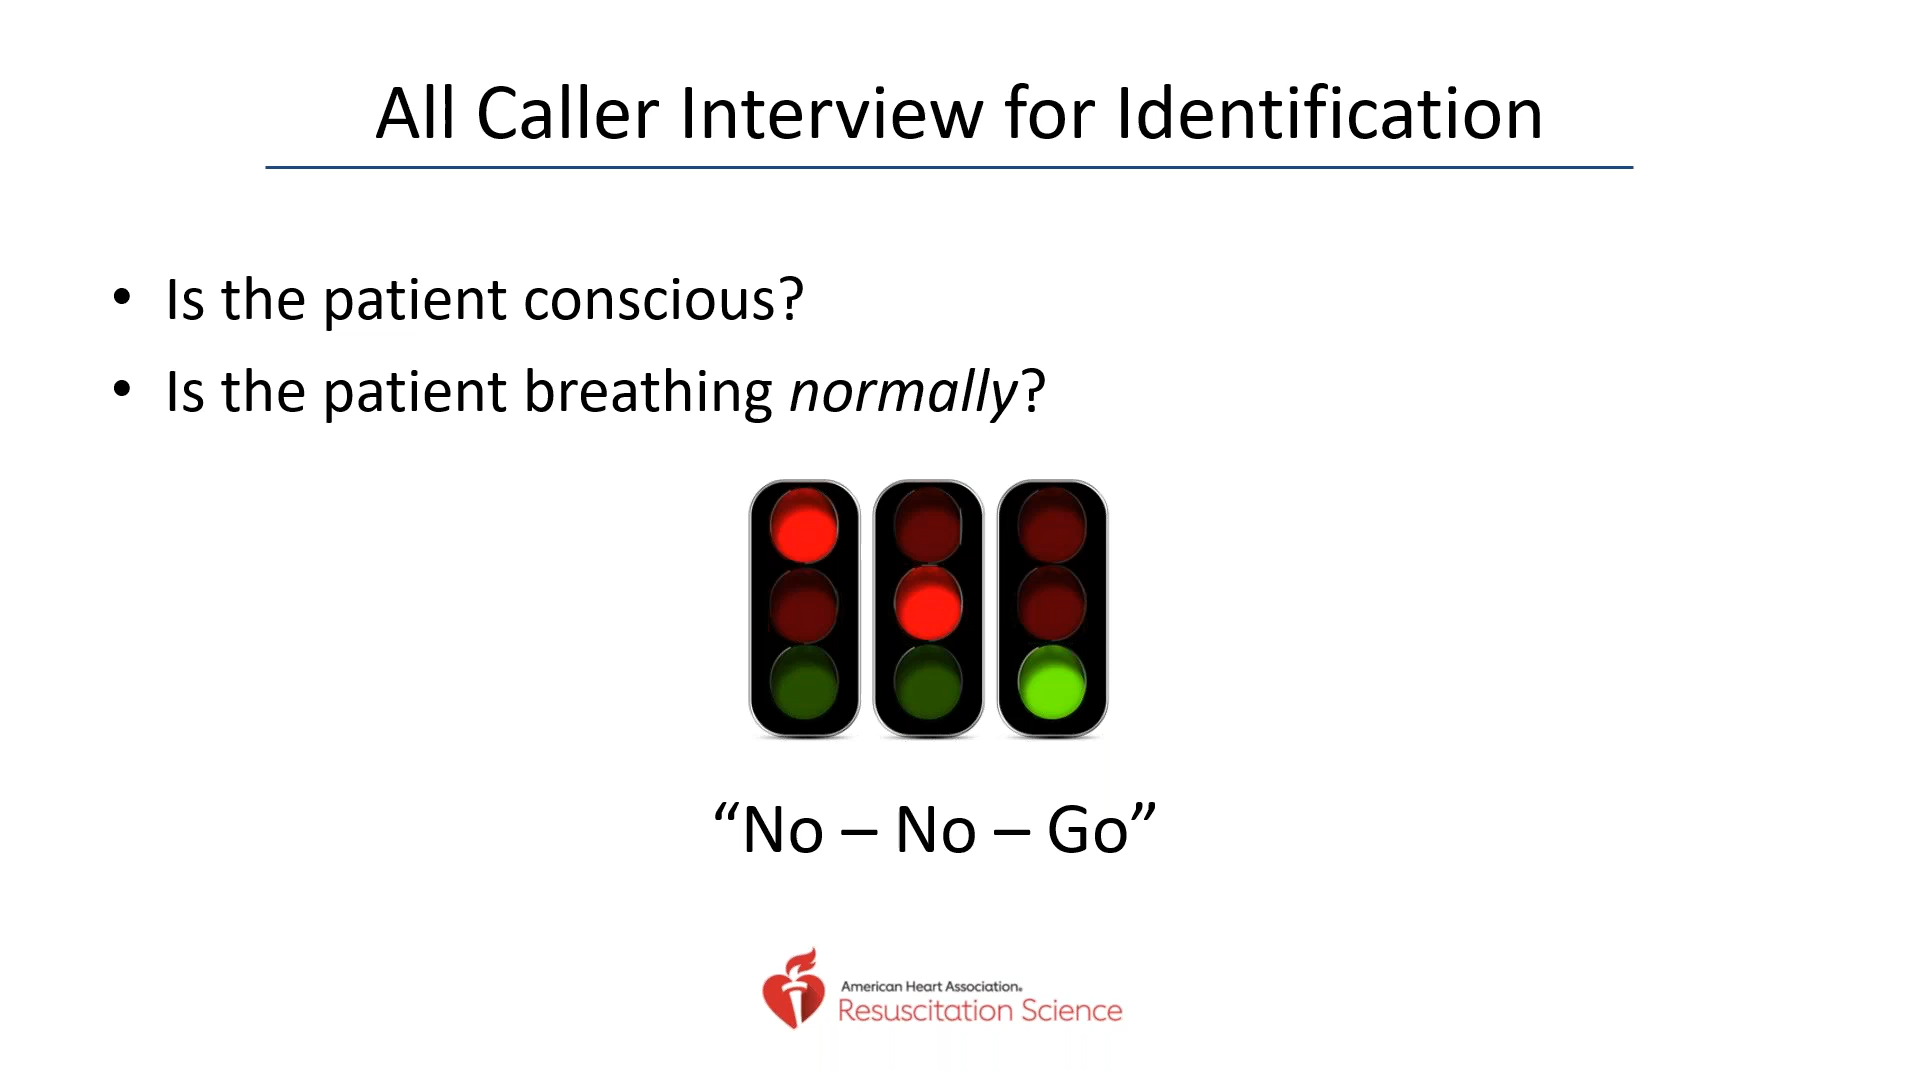 All Caller Interview for Identification
• Is the patient conscious?
• Is the patient breathing normally?
“No – No – Go”
American Heart Association®
Resuscitation Science